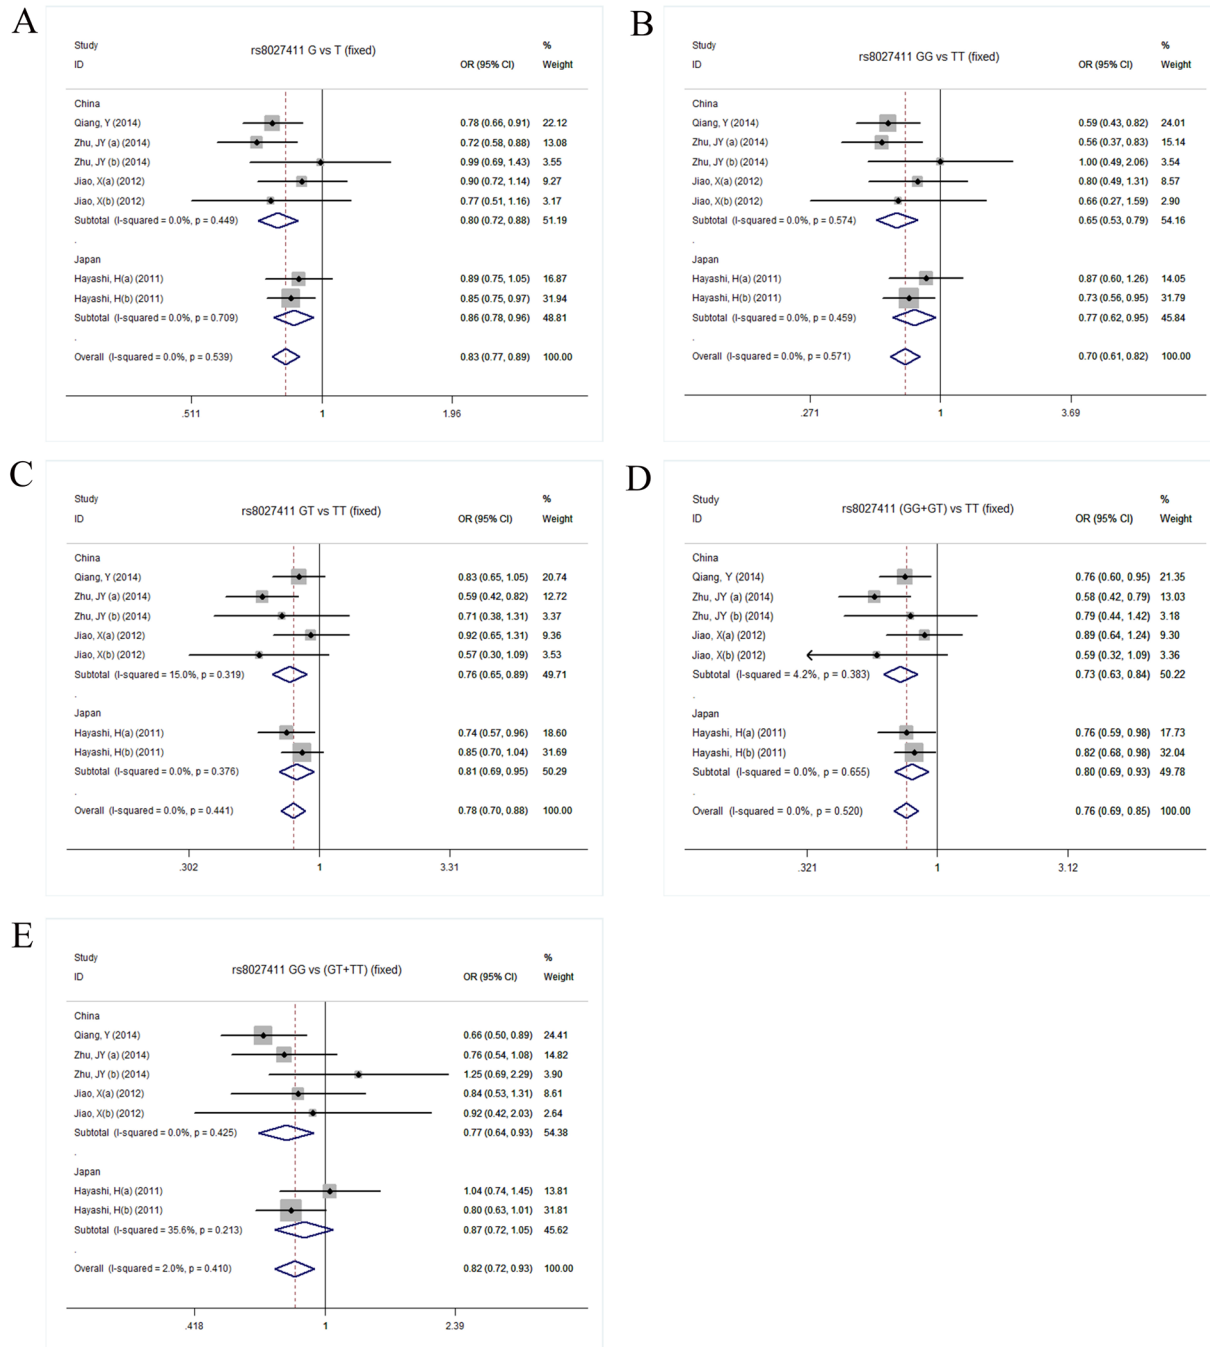 A
Study
ID
rs8027411 G vs T (fixed)
OR (95% CI)
%
Weight
China
Qiang, Y (2014) 0.78 (0.66, 0.91) 22.12
Zhu, JY (a) (2014) 0.72 (0.58, 0.88) 13.08
Zhu, JY (b) (2014) 0.99 (0.69, 1.43) 3.55
Jiao, X(a) (2012) 0.90 (0.72, 1.14) 9.27
Jiao, X(b) (2012) 0.77 (0.51, 1.16) 3.17
Subtotal (I-squared = 0.0%, p = 0.449) 0.80 (0.72, 0.88) 51.19
.
Japan
Hayashi, H(a) (2011) 0.89 (0.75, 1.05) 16.87
Hayashi, H(b) (2011) 0.85 (0.75, 0.97) 31.94
Subtotal (I-squared = 0.0%, p = 0.709) 0.86 (0.78, 0.96) 48.81
.
Overall (I-squared = 0.0%, p = 0.539) 0.83 (0.77, 0.89) 100.00
.511 1 1.96
B
Study
ID
rs8027411 GG vs TT (fixed)
OR (95% CI)
%
Weight
China
Qiang, Y (2014) 0.59 (0.43, 0.82) 24.01
Zhu, JY (a) (2014) 0.56 (0.37, 0.83) 15.14
Zhu, JY (b) (2014) 1.00 (0.49, 2.06) 3.54
Jiao, X(a) (2012) 0.80 (0.49, 1.31) 8.57
Jiao, X(b) (2012) 0.66 (0.27, 1.59) 2.90
Subtotal (I-squared = 0.0%, p = 0.574) 0.65 (0.53, 0.79) 54.16
.
Japan
Hayashi, H(a) (2011) 0.87 (0.60, 1.26) 14.05
Hayashi, H(b) (2011) 0.73 (0.56, 0.95) 31.79
Subtotal (I-squared = 0.0%, p = 0.459) 0.77 (0.62, 0.95) 45.84
.
Overall (I-squared = 0.0%, p = 0.571) 0.70 (0.61, 0.82) 100.00
.271 1 3.69
C
Study
ID
rs8027411 GT vs TT (fixed)
OR (95% CI)
%
Weight
China
Qiang, Y (2014) 0.83 (0.65, 1.05) 20.74
Zhu, JY (a) (2014) 0.59 (0.42, 0.82) 12.72
Zhu, JY (b) (2014) 0.71 (0.38, 1.31) 3.37
Jiao, X(a) (2012) 0.92 (0.65, 1.31) 9.36
Jiao, X(b) (2012) 0.57 (0.30, 1.09) 3.53
Subtotal (I-squared = 15.0%, p = 0.319) 0.76 (0.65, 0.89) 49.71
.
Japan
Hayashi, H(a) (2011) 0.74 (0.57, 0.96) 18.60
Hayashi, H(b) (2011) 0.85 (0.70, 1.04) 31.69
Subtotal (I-squared = 0.0%, p = 0.376) 0.81 (0.69, 0.95) 50.29
.
Overall (I-squared = 0.0%, p = 0.441) 0.78 (0.70, 0.88) 100.00
.302 1 3.31
D
Study
ID
rs8027411 (GG+GT) vs TT (fixed)
OR (95% CI)
%
Weight
China
Qiang, Y (2014) 0.76 (0.60, 0.95) 21.35
Zhu, JY (a) (2014) 0.58 (0.42, 0.79) 13.03
Zhu, JY (b) (2014) 0.79 (0.44, 1.42) 3.18
Jiao, X(a) (2012) 0.89 (0.64, 1.24) 9.30
Jiao, X(b) (2012) 0.59 (0.32, 1.09) 3.36
Subtotal (I-squared = 4.2%, p = 0.383) 0.73 (0.63, 0.84) 50.22
.
Japan
Hayashi, H(a) (2011) 0.76 (0.59, 0.98) 17.73
Hayashi, H(b) (2011) 0.82 (0.68, 0.98) 32.04
Subtotal (I-squared = 0.0%, p = 0.655) 0.80 (0.69, 0.93) 49.78
.
Overall (I-squared = 0.0%, p = 0.520) 0.76 (0.69, 0.85) 100.00
.321 1 3.12
E
Study
ID
rs8027411 GG vs (GT+TT) (fixed)
OR (95% CI)
%
Weight
China
Qiang, Y (2014) 0.66 (0.50, 0.89) 24.41
Zhu, JY (a) (2014) 0.76 (0.54, 1.08) 14.82
Zhu, JY (b) (2014) 1.25 (0.69, 2.29) 3.90
Jiao, X(a) (2012) 0.84 (0.53, 1.31) 8.61
Jiao, X(b) (2012) 0.92 (0.42, 2.03) 2.64
Subtotal (I-squared = 0.0%, p = 0.425) 0.77 (0.64, 0.93) 54.38
.
Japan
Hayashi, H(a) (2011) 1.04 (0.74, 1.45) 13.81
Hayashi, H(b) (2011) 0.80 (0.63, 1.01) 31.81
Subtotal (I-squared = 35.6%, p = 0.213) 0.87 (0.72, 1.05) 45.62
.
Overall (I-squared = 2.0%, p = 0.410) 0.82 (0.72, 0.93) 100.00
.418 1 2.39